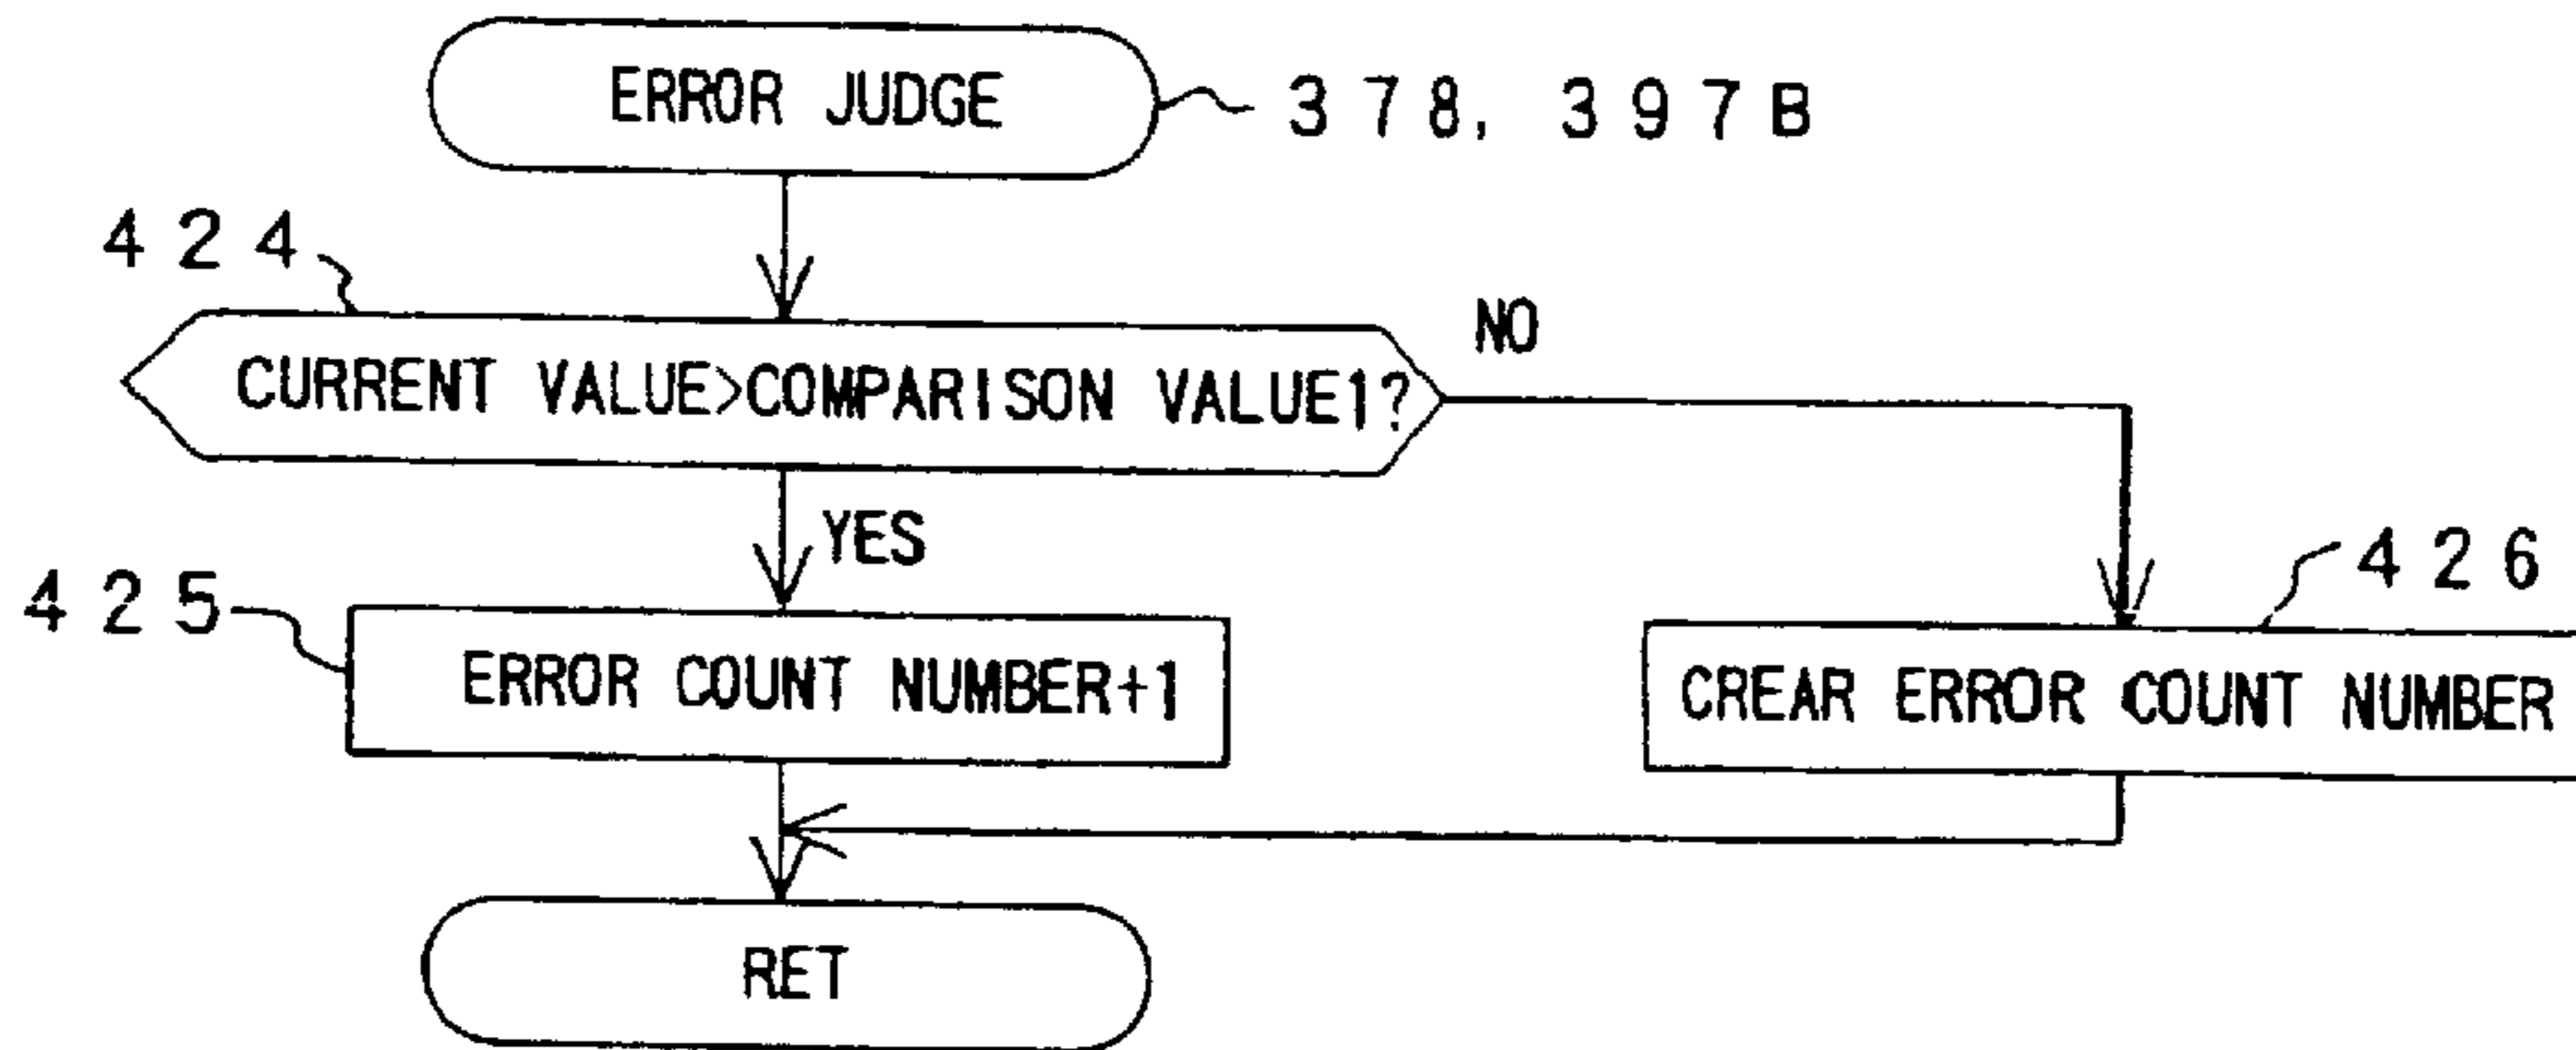 ERROR JUDGE
378, 397B
424
NO
CURRENT VALUE>COMPARISON VALUE1?
YES
426
425
ERROR COUNT NUMBER+1
CREAR ERROR COUNT NUMBER
RET